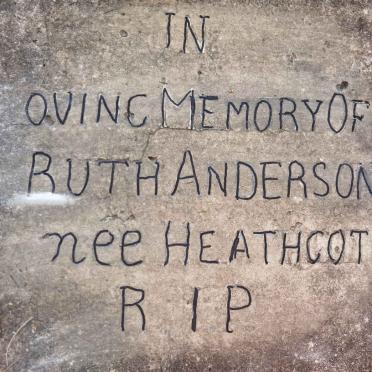 IN
OVING MEMORY OF
RUTH ANDERSON
nee HEATHCOT
RIP